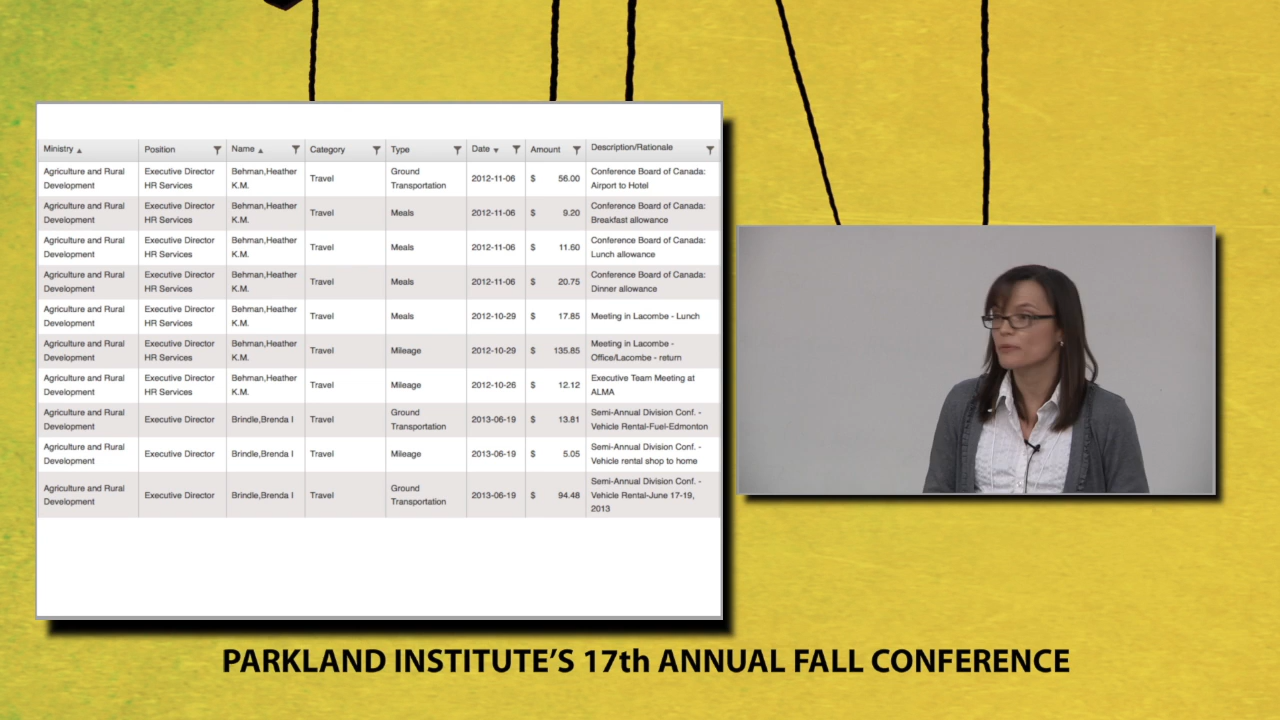 Ministry Position Name Category Type Date Amount Description/Rationale
Agriculture and Rural Executive Director Behman,Heather Travel Ground 2012-11-06 $ 56.00 Conference Board of Canada:
Development HR Services K.M. Transportation Airport to Hotel
Agriculture and Rural Executive Director Behman,Heather Travel Meals 2012-11-06 $ 9.20 Conference Board of Canada:
Development HR Services K.M. Breakfast allowance
Agriculture and Rural Executive Director Behman,Heather Travel Meals 2012-11-06 $ 11.60 Conference Board of Canada:
Development HR Services K.M. Lunch allowance
Agriculture and Rural Executive Director Behman,Heather Travel Meals 2012-11-06 $ 20.75 Conference Board of Canada:
Development HR Services K.M. Dinner allowance
Agriculture and Rural Executive Director Behman,Heather Travel Meals 2012-10-29 $ 17.85 Meeting in Lacombe - Lunch
Development HR Services K.M.
Agriculture and Rural Executive Director Behman,Heather Travel Mileage 2012-10-29 $ 135.85 Meeting in Lacombe -
Development HR Services K.M. Office/Lacombe - return
Agriculture and Rural Executive Director Behman,Heather Travel Mileage 2012-10-26 $ 12.12 Executive Team Meeting at
Development HR Services K.M. ALMA
Agriculture and Rural Executive Director Brindle,Brenda I Travel Ground 2013-06-19 $ 13.81 Semi-Annual Division Conf. -
Development Transportation Vehicle Rental-Fuel-Edmonton
Agriculture and Rural Executive Director Brindle,Brenda I Travel Mileage 2013-06-19 $ 5.05 Semi-Annual Division Conf. -
Development Vehicle rental shop to home
Agriculture and Rural Executive Director Brindle,Brenda I Travel Ground 2013-06-19 $ 94.48 Semi-Annual Division Conf. -
Development Transportation Vehicle Rental-June 17-19,
2013
PARKLAND INSTITUTE'S 17th ANNUAL FALL CONFERENCE